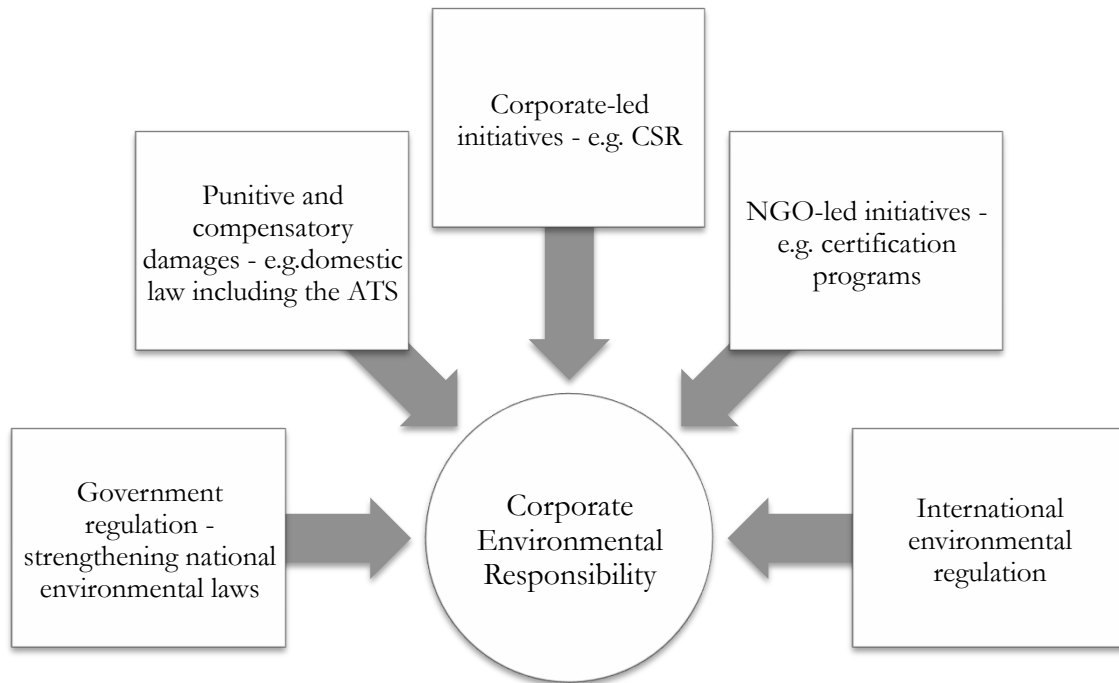 Corporate-led
initiatives - e.g. CSR
Punitive and
compensatory
damages - e.g.domestic
law including the ATS
NGO-led initiatives -
e.g. certification
programs
Government
regulation -
strengthening national
environmental laws
Corporate
Environmental
Responsibility
International
environmental
regulation